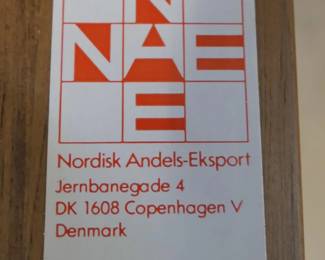 N
NAE
E
Nordisk Andels-Eksport
Jernbanegade 4
DK 1608 Copenhagen V
Denmark